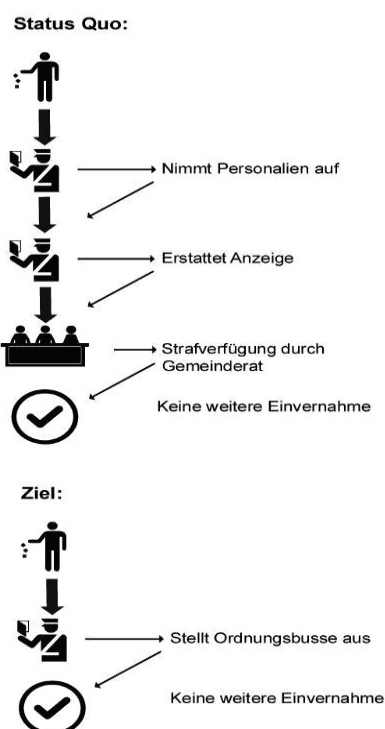 Status Quo:
Nimmt Personalien auf
Erstattet Anzeige
Strafverfügung durch
Gemeinderat
Keine weitere Einvernahme
Ziel:
Stellt Ordnungsbusse aus
Keine weitere Einvernahme